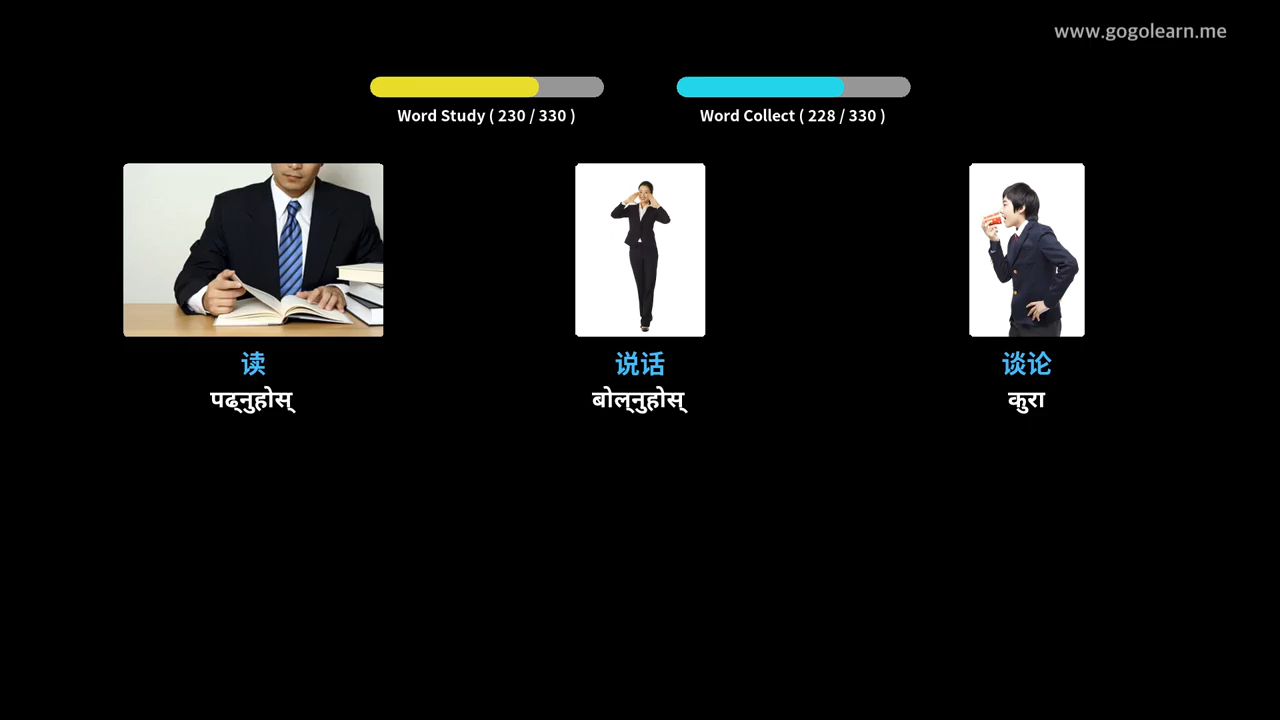 www.gogolearn.me
Word Study ( 230 / 330 )
Word Collect ( 228 / 330 )
读
पढ्नुहोस्
说话
बोल्नुहोस्
谈论
कुरा